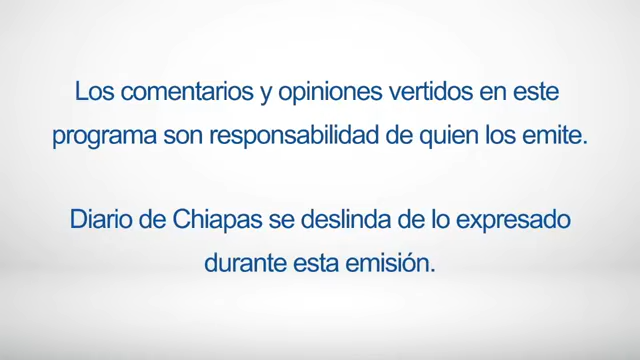 Los comentarios y opiniones vertidos en este
programa son responsabilidad de quien los emite.
Diario de Chiapas se deslinda de lo expresado
durante esta emisión.